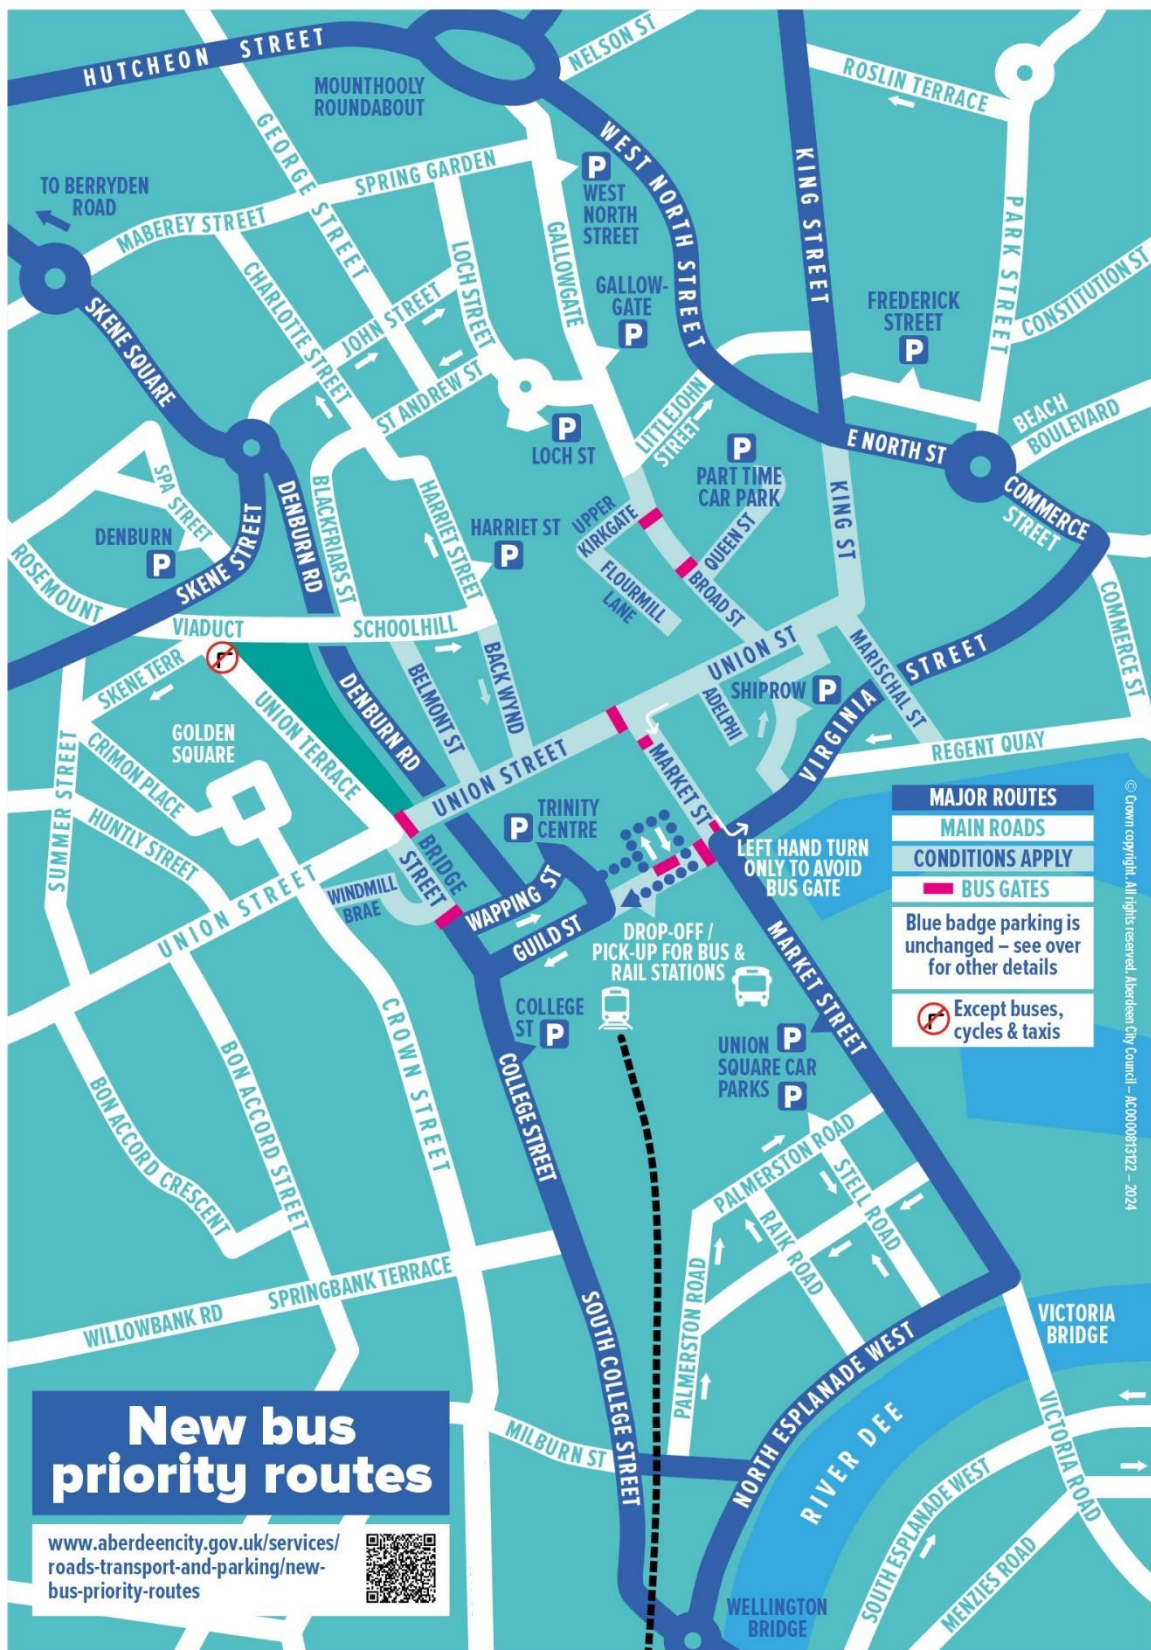 HUTCHEON STREET
MOUNTHOOLY
ROUNDABOUT
NELSON ST
ROSLIN TERRACE
GEORGE STREET
WEST NORTH STREET
KING STREET
PARK STREET
CONSTITUTION ST
TO BERRYDEN
ROAD
MABEREY STREET
SPRING GARDEN
P
WEST
NORTH
STREET
GALLOWGATE
LOCH STREET
CHARLOTTE STREET
JOHN STREET
GALLOW-
GATE
P
FREDERICK
STREET
P
SKENE SQUARE
ST ANDREW ST
LITTLEJOHN
STREET
BEACH
BOULEVARD
E NORTH ST
P
LOCH ST
P
PART TIME
CAR PARK
COMMERCE
STREET
SPA STREET
DENBURN
P
DENBURN RD
BLACKFRIARS ST
HARRIET STREET
HARRIET ST
P
UPPER
KIRKGATE
QUEEN ST
KING ST
ROSEMOUNT
SKENE STREET
FLOURMILL
LANE
BROAD ST
COMMERCE ST
VIADUCT
SCHOOLHILL
UNION ST
MARISCHAL ST
VIRGINIA STREET
SKENE TERR
BELMONT ST
BACK WYND
ADELPHI
SHIPROW
P
GOLDEN
SQUARE
UNION TERRACE
DENBURN RD
UNION STREET
MARKET ST
REGENT QUAY
SUMMER STREET
CRIMON PLACE
HUNTLY STREET
P
TRINITY
CENTRE
LEFT HAND TURN
ONLY TO AVOID
BUS GATE
MAJOR ROUTES
MAIN ROADS
CONDITIONS APPLY
BUS GATES
Blue badge parking is
unchanged – see over
for other details
Except buses,
cycles & taxis
UNION STREET
WINDMILL
BRAE
BRIDGE
STREET
WAPPING ST
GUILD ST
DROP-OFF /
PICK-UP FOR BUS &
RAIL STATIONS
MARKET STREET
COLLEGE
ST
P
UNION
SQUARE CAR
PARKS
P
P
BON ACCORD CRESCENT
BON ACCORD STREET
CROWN STREET
COLLEGE STREET
PALMERSTON ROAD
STELL ROAD
RAIK ROAD
PALMERSTON ROAD
WILLOWBANK RD
SPRINGBANK TERRACE
SOUTH COLLEGE STREET
NORTH ESPLANADE WEST
VICTORIA
BRIDGE
RIVER DEE
VICTORIA ROAD
MILBURN ST
SOUTH ESPLANADE WEST
MENZIES ROAD
WELLINGTON
BRIDGE
New bus
priority routes
www.aberdeencity.gov.uk/services/
roads-transport-and-parking/new-
bus-priority-routes
© Crown copyright. All rights reserved. Aberdeen City Council – AC0000813122 – 2024